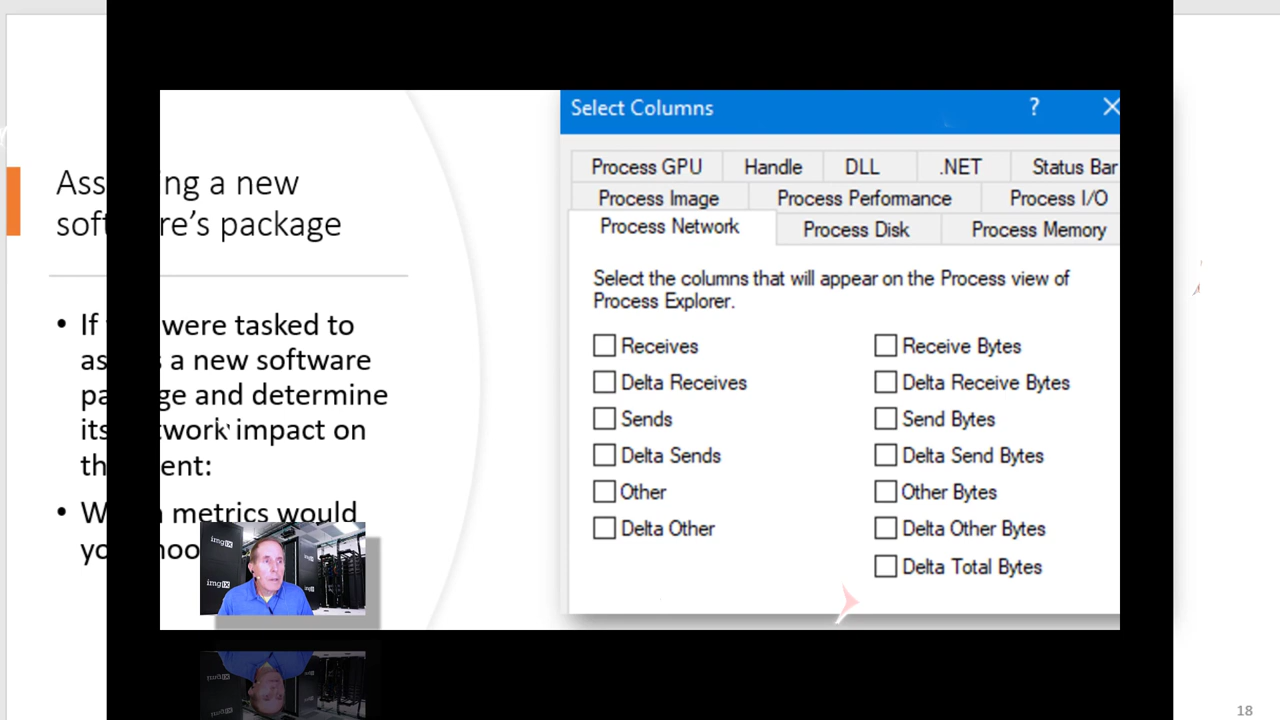 Ass ing a new
sof re's package
• If were tasked to
as s a new software
pa ge and determine
its twork impact on
th ent:
• W metrics would
yo hoo
imgIX
imgIX
Select Columns
?
Process GPU Handle DLL .NET Status Bar
Process Image Process Performance Process I/O
Process Network Process Disk Process Memory
Select the columns that will appear on the Process view of
Process Explorer.
Receives Receive Bytes
Delta Receives Delta Receive Bytes
Sends Send Bytes
Delta Sends Delta Send Bytes
Other Other Bytes
Delta Other Delta Other Bytes
Delta Total Bytes
18